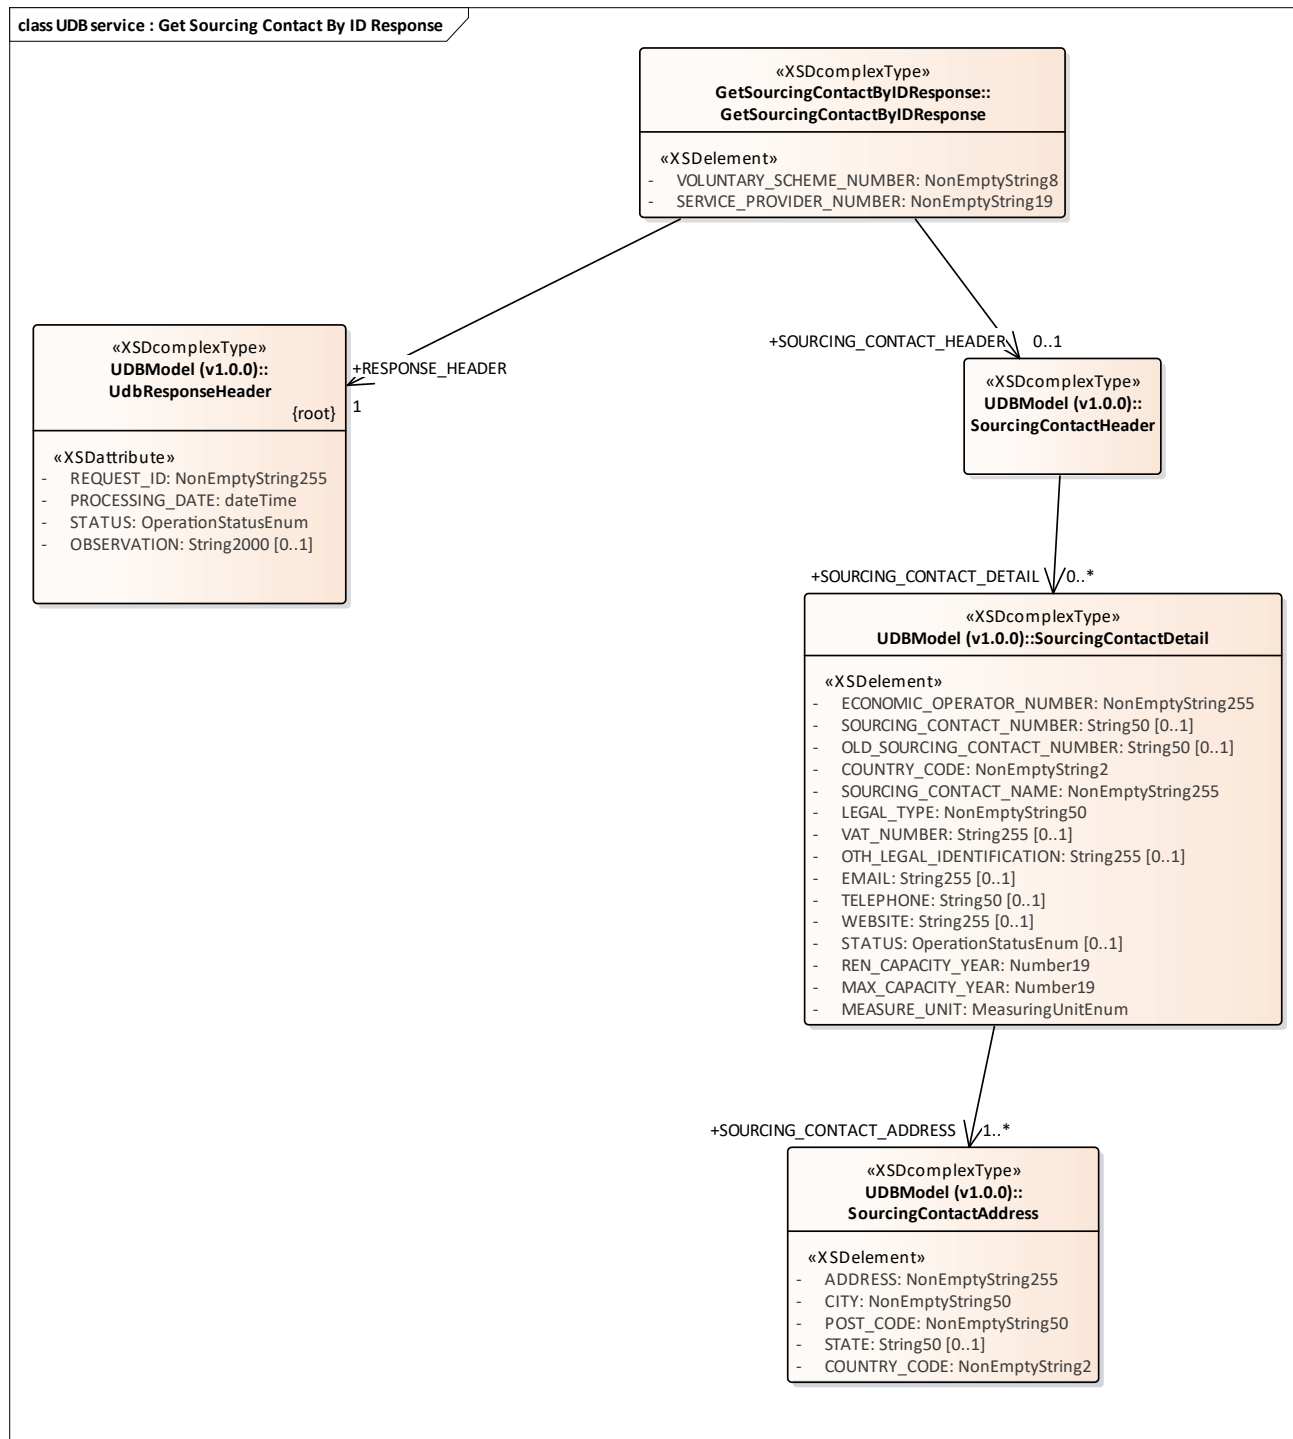 class UDB service : Get Sourcing Contact By ID Response
«XSDcomplexType»
GetSourcingContactByIDResponse::
GetSourcingContactByIDResponse
«XSDelement»
- VOLUNTARY_SCHEME_NUMBER: NonEmptyString8
- SERVICE_PROVIDER_NUMBER: NonEmptyString19
+RESPONSE_HEADER
1
«XSDcomplexType»
UDBModel (v1.0.0)::
UdbResponseHeader
{root}
«XSDattribute»
- REQUEST_ID: NonEmptyString255
- PROCESSING_DATE: dateTime
- STATUS: OperationStatusEnum
- OBSERVATION: String2000 [0..1]
+SOURCING_CONTACT_HEADER 0..1
«XSDcomplexType»
UDBModel (v1.0.0)::
SourcingContactHeader
+SOURCING_CONTACT_DETAIL 0..*
«XSDcomplexType»
UDBModel (v1.0.0)::SourcingContactDetail
«XSDelement»
- ECONOMIC_OPERATOR_NUMBER: NonEmptyString255
- SOURCING_CONTACT_NUMBER: String50 [0..1]
- OLD_SOURCING_CONTACT_NUMBER: String50 [0..1]
- COUNTRY_CODE: NonEmptyString2
- SOURCING_CONTACT_NAME: NonEmptyString255
- LEGAL_TYPE: NonEmptyString50
- VAT_NUMBER: String255 [0..1]
- OTH_LEGAL_IDENTIFICATION: String255 [0..1]
- EMAIL: String255 [0..1]
- TELEPHONE: String50 [0..1]
- WEBSITE: String255 [0..1]
- STATUS: OperationStatusEnum [0..1]
- REN_CAPACITY_YEAR: Number19
- MAX_CAPACITY_YEAR: Number19
- MEASURE_UNIT: MeasuringUnitEnum
+SOURCING_CONTACT_ADDRESS 1..*
«XSDcomplexType»
UDBModel (v1.0.0)::
SourcingContactAddress
«XSDelement»
- ADDRESS: NonEmptyString255
- CITY: NonEmptyString50
- POST_CODE: NonEmptyString50
- STATE: String50 [0..1]
- COUNTRY_CODE: NonEmptyString2